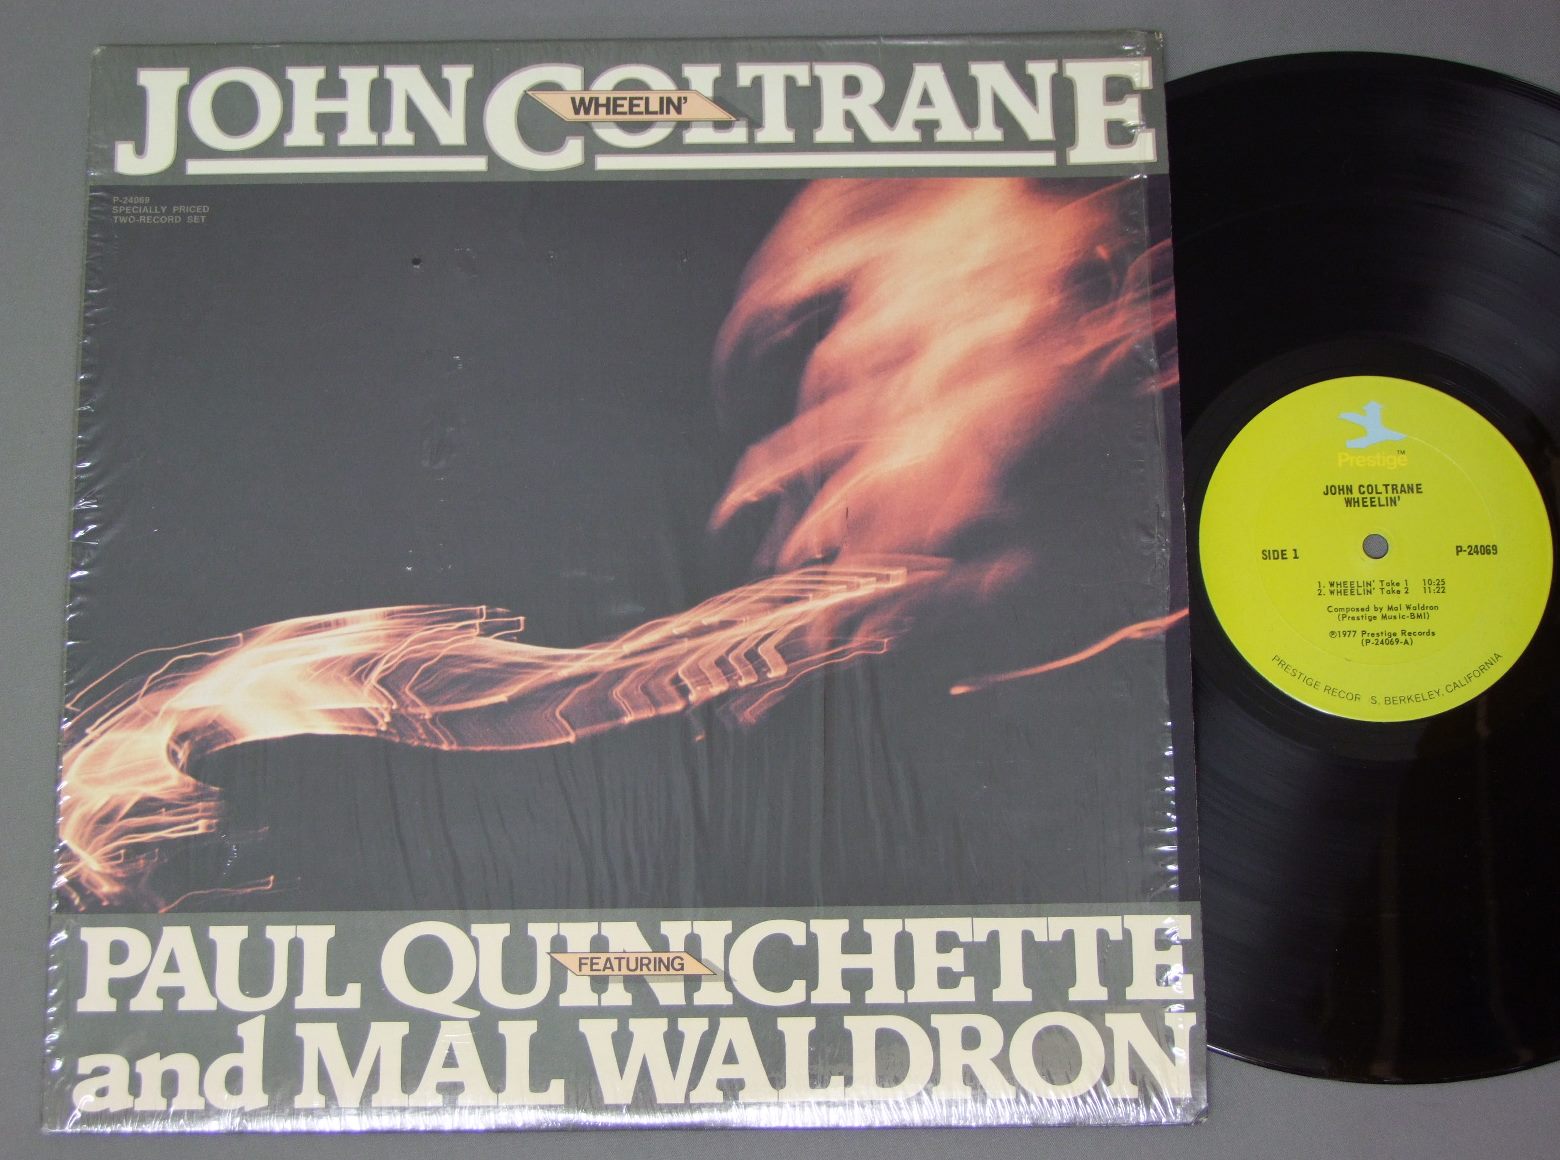 JOHN COLTRANE
WHEELIN'
P-24069
SPECIALLY PRICED
TWO-RECORD SET
PAUL QUINICHETTE
FEATURING
and MAL WALDRON
Prestige™
JOHN COLTRANE
WHEELIN'
SIDE 1
P-24069
1. WHEELIN' Take 1 10:25
2. WHEELIN' Take 2 11:22
Composed by Mal Waldron
(Prestige Music-BMI)
℗1977 Prestige Records
(P-24069-A)
PRESTIGE RECOR S, BERKELEY, CALIFORNIA